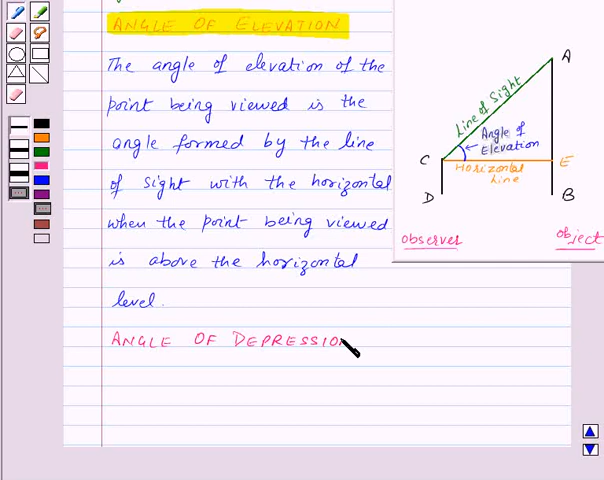 ANGLE OF ELEVATION
The angle of elevation of the
point being viewed is the
angle formed by the line
of sight with the horizontal
when the point being viewed
is above the horizontal
level.
ANGLE OF DEPRESSION
A
Line of Sight
Angle of
Elevation
C
E
Horizontal
Line
D
B
Observer
Object